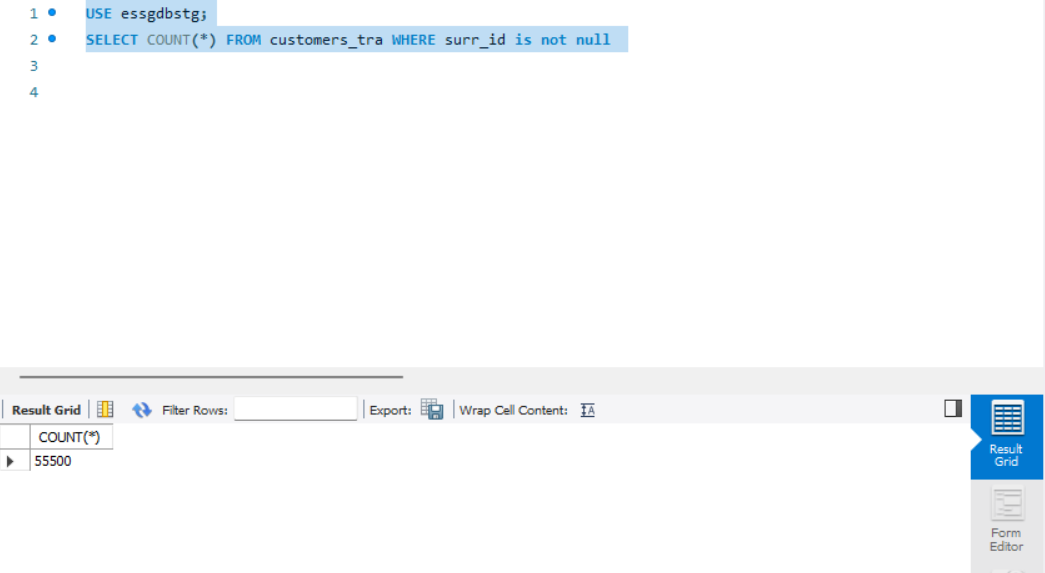 1 USE essgdbstg;
2 SELECT COUNT(*) FROM customers_tra WHERE surr_id is not null
3
4
Result Grid Filter Rows: Export: Wrap Cell Content: IA
COUNT(*)
55500
Result
Grid
Form
Editor